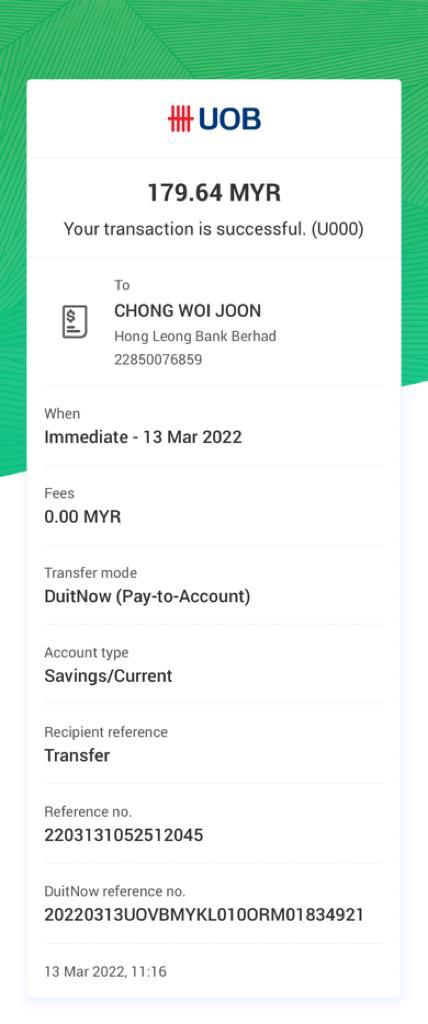 UOB
179.64 MYR
Your transaction is successful. (U000)
To
CHONG WOI JOON
Hong Leong Bank Berhad
22850076859
When
Immediate - 13 Mar 2022
Fees
0.00 MYR
Transfer mode
DuitNow (Pay-to-Account)
Account type
Savings/Current
Recipient reference
Transfer
Reference no.
2203131052512045
DuitNow reference no.
20220313UOVBMYKL010ORM01834921
13 Mar 2022, 11:16